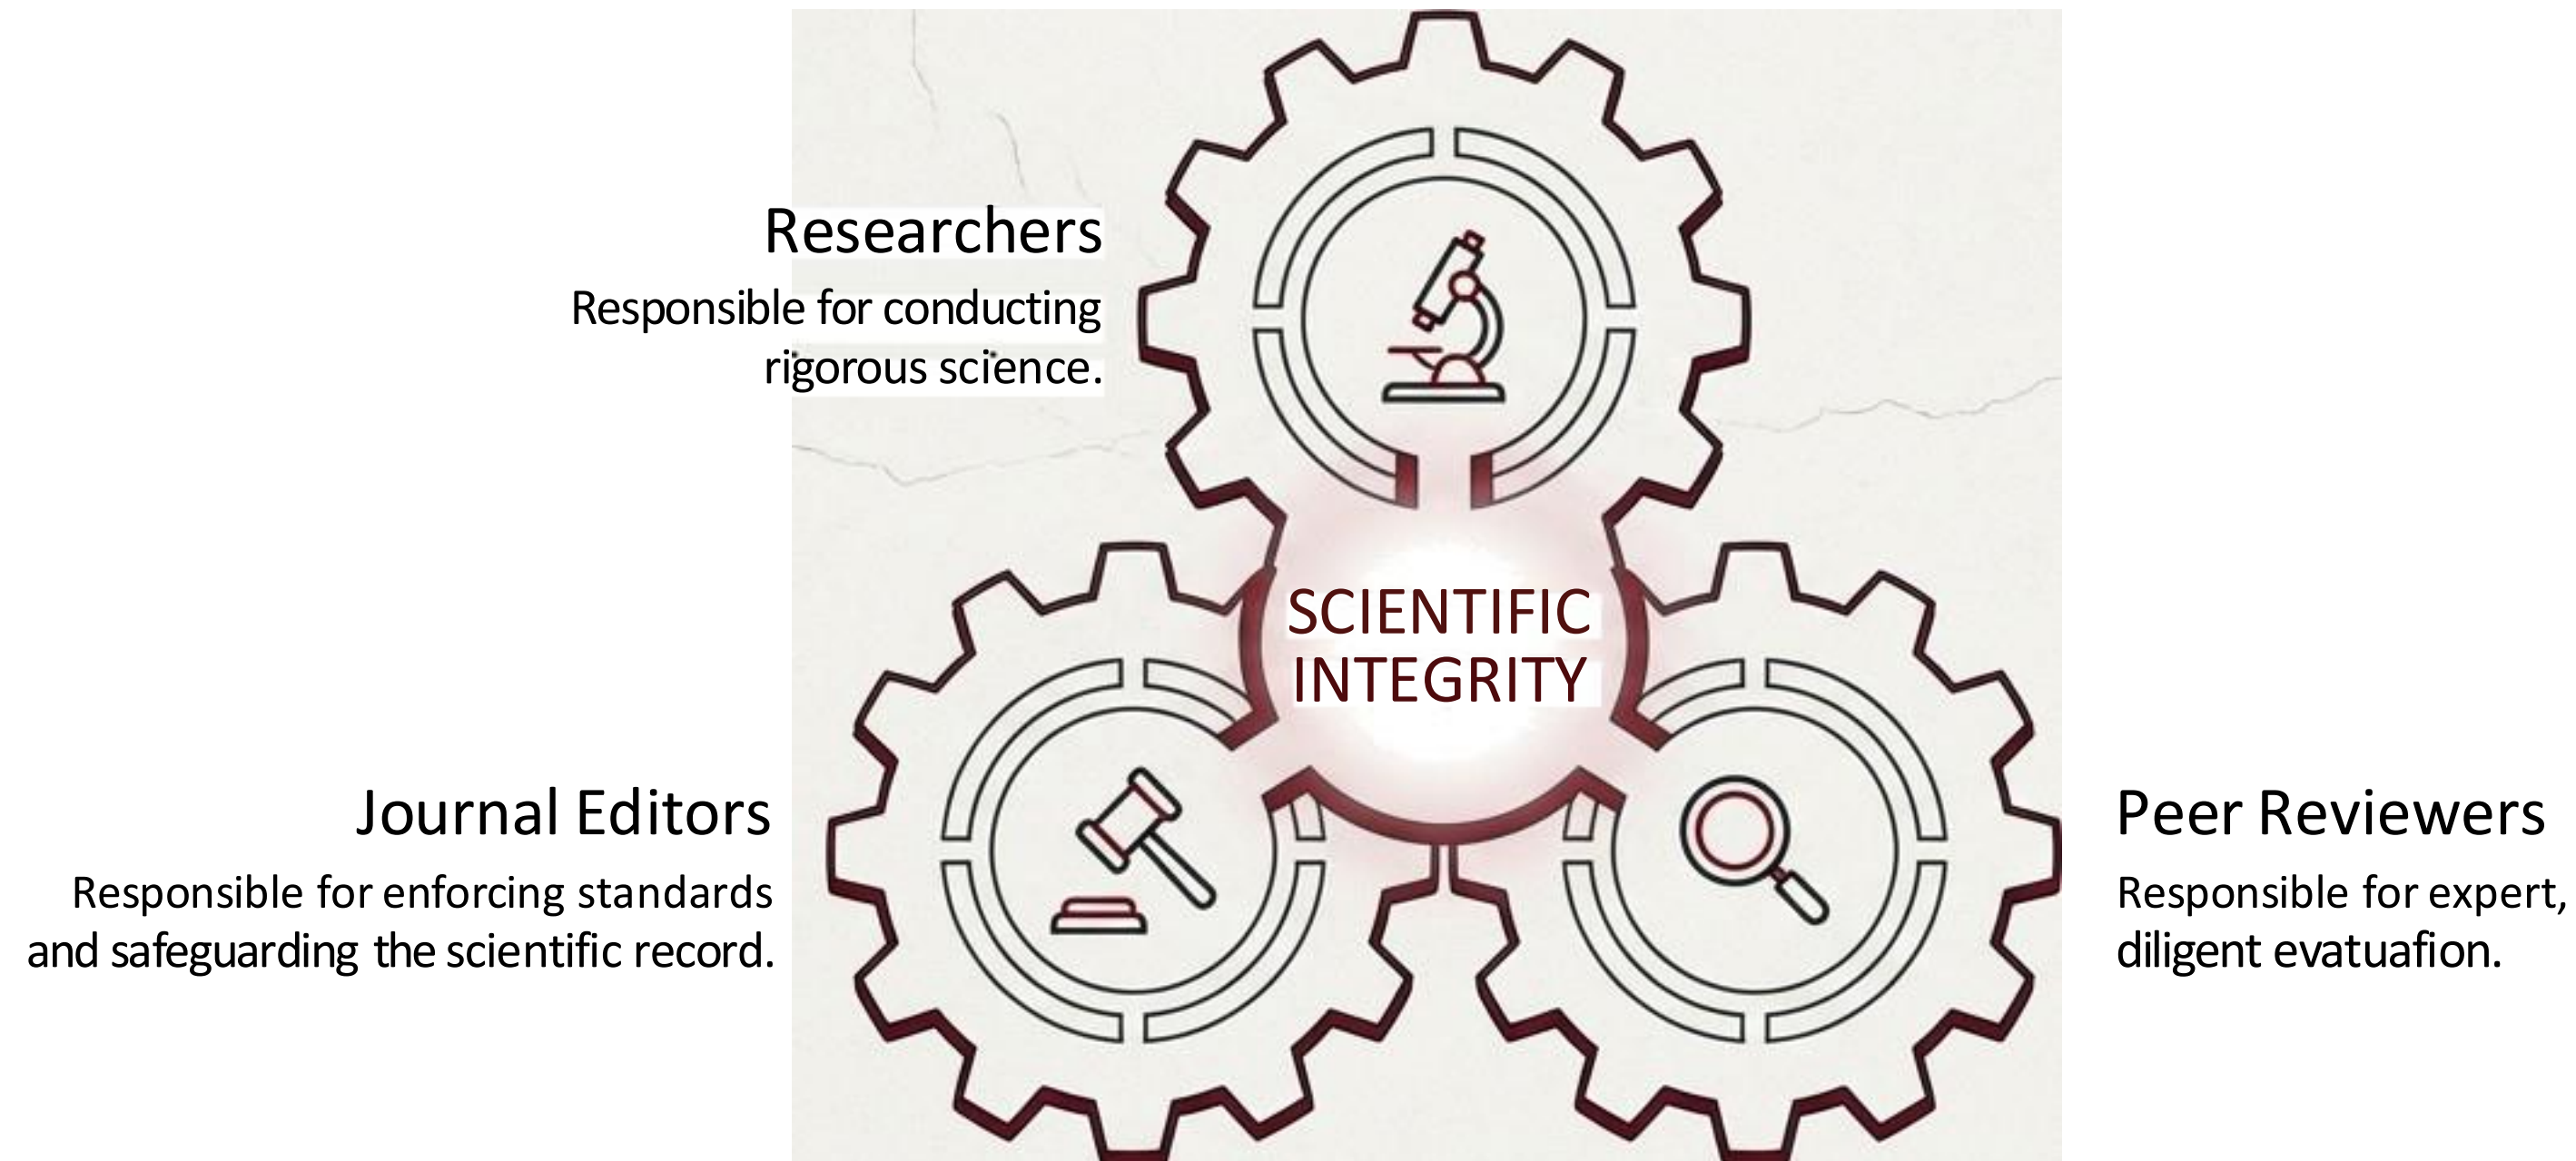 Researchers
Responsible for conducting
rigorous science.
SCIENTIFIC
INTEGRITY
Journal Editors
Responsible for enforcing standards
and safeguarding the scientific record.
Peer Reviewers
Responsible for expert,
diligent evatuafion.